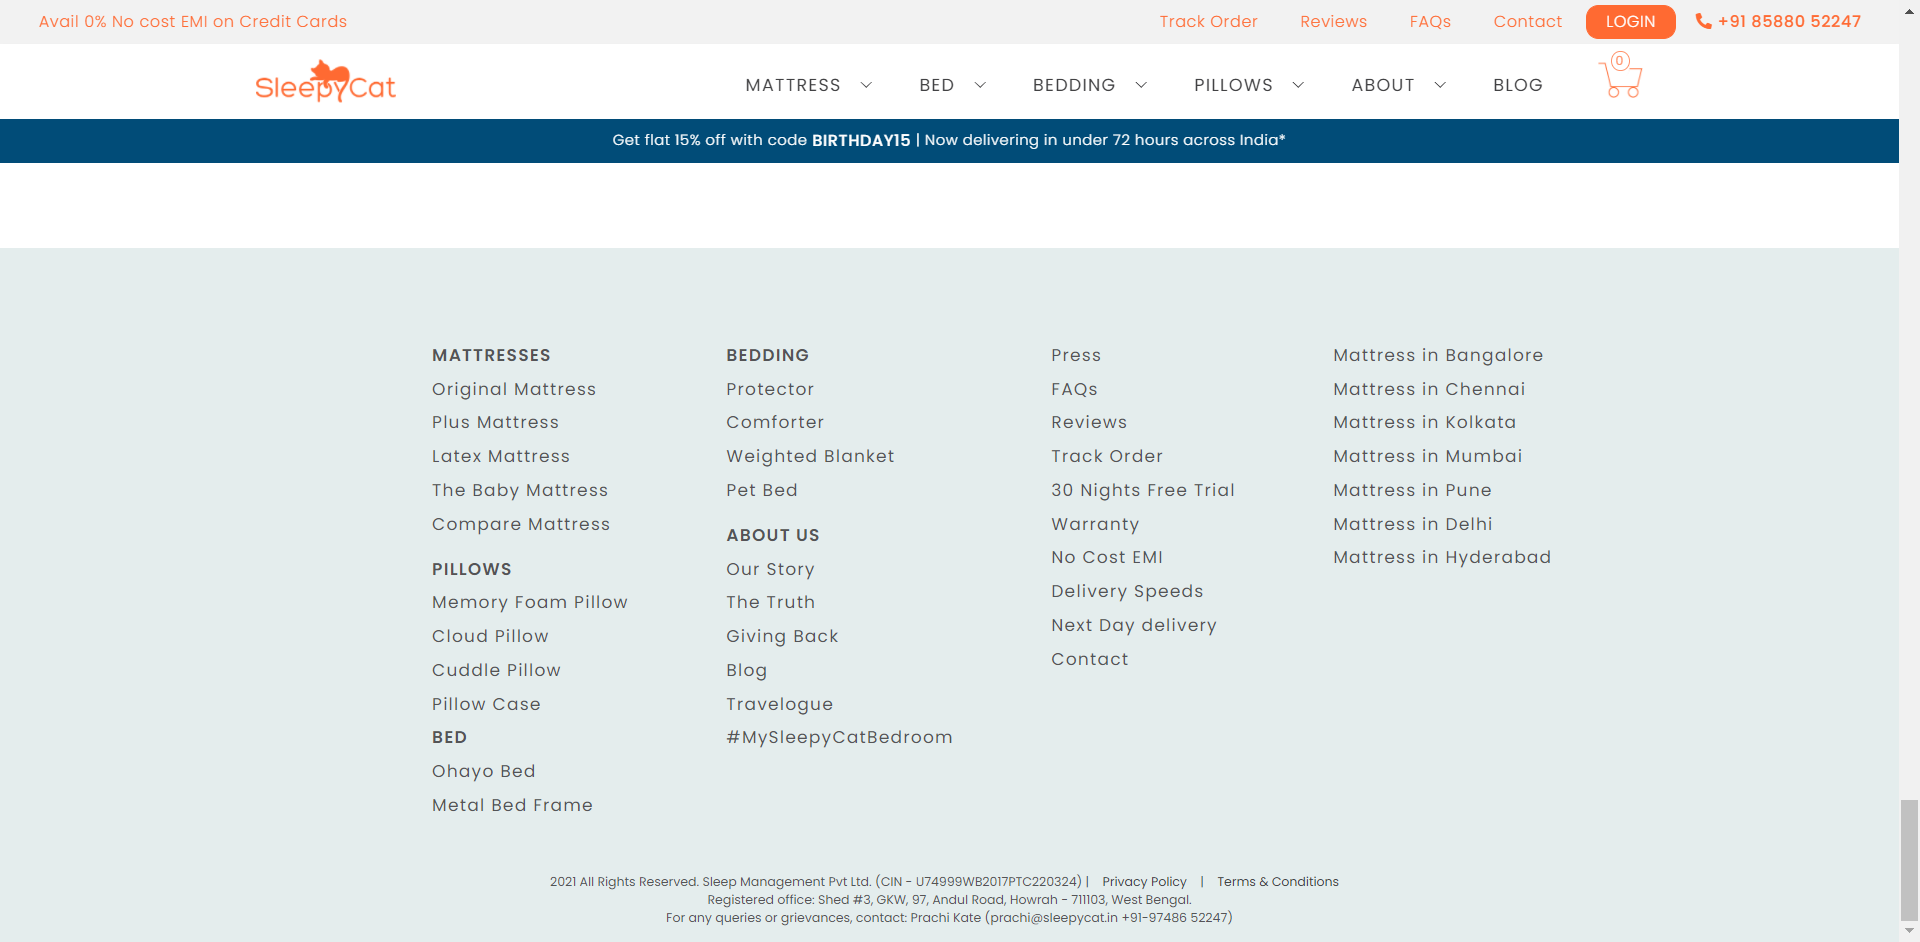 Avail 0% No cost EMI on Credit Cards
Track Order Reviews FAQs Contact LOGIN +91 85880 52247
SleepyCat
MATTRESS BED BEDDING PILLOWS ABOUT BLOG 0
Get flat 15% off with code BIRTHDAY15 | Now delivering in under 72 hours across India*
MATTRESSES
Original Mattress
Plus Mattress
Latex Mattress
The Baby Mattress
Compare Mattress
PILLOWS
Memory Foam Pillow
Cloud Pillow
Cuddle Pillow
Pillow Case
BED
Ohayo Bed
Metal Bed Frame
BEDDING
Protector
Comforter
Weighted Blanket
Pet Bed
ABOUT US
Our Story
The Truth
Giving Back
Blog
Travelogue
#MySleepyCatBedroom
Press
FAQs
Reviews
Track Order
30 Nights Free Trial
Warranty
No Cost EMI
Delivery Speeds
Next Day delivery
Contact
Mattress in Bangalore
Mattress in Chennai
Mattress in Kolkata
Mattress in Mumbai
Mattress in Pune
Mattress in Delhi
Mattress in Hyderabad
2021 All Rights Reserved. Sleep Management Pvt Ltd. (CIN - U74999WB2017PTC220324) | Privacy Policy | Terms & Conditions
Registered office: Shed #3, GKW, 97, Andul Road, Howrah - 711103, West Bengal.
For any queries or grievances, contact: Prachi Kate (prachi@sleepycat.in +91-97486 52247)